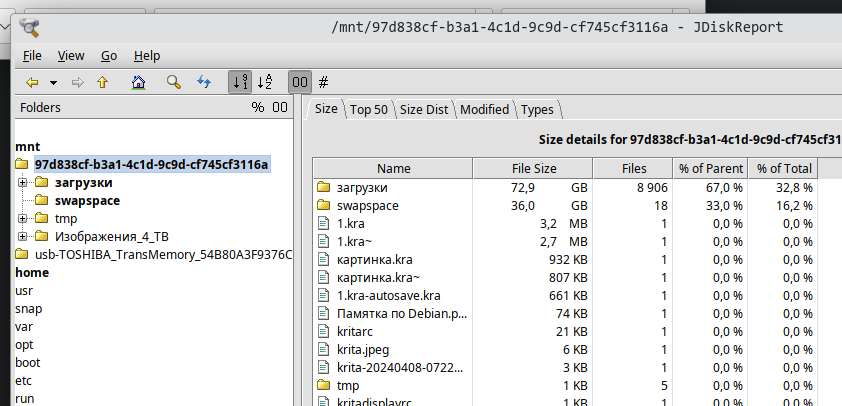 /mnt/97d838cf-b3a1-4c1d-9c9d-cf745cf3116a - JDiskReport
File View Go Help
9 1 A Z 00 #
Folders % 00
Size Top 50 Size Dist Modified Types
Size details for 97d838cf-b3a1-4c1d-9c9d-cf745cf31
mnt
97d838cf-b3a1-4c1d-9c9d-cf745cf3116a
загрузки
swapspace
tmp
Изображения_4_ТВ
usb-TOSHIBA_TransMemory_54B80A3F9376C
home
usr
snap
var
opt
boot
etc
run
Name File Size Files % of Parent % of Total
загрузки 72,9 GB 8 906 67,0 % 32,8 %
swapspace 36,0 GB 18 33,0 % 16,2 %
1.kra 3,2 MB 1 0,0 % 0,0 %
1.kra~ 2,7 MB 1 0,0 % 0,0 %
картинка.kra 932 KB 1 0,0 % 0,0 %
картинка.kra~ 807 KB 1 0,0 % 0,0 %
1.kra-autosave.kra 661 KB 1 0,0 % 0,0 %
Памятка по Debian.p... 74 KB 1 0,0 % 0,0 %
kritarc 21 KB 1 0,0 % 0,0 %
krita.jpeg 6 KB 1 0,0 % 0,0 %
krita-20240408-0722... 3 KB 1 0,0 % 0,0 %
tmp 1 KB 5 0,0 % 0,0 %
kritadisplayrc 1 KB 1 0,0 % 0,0 %